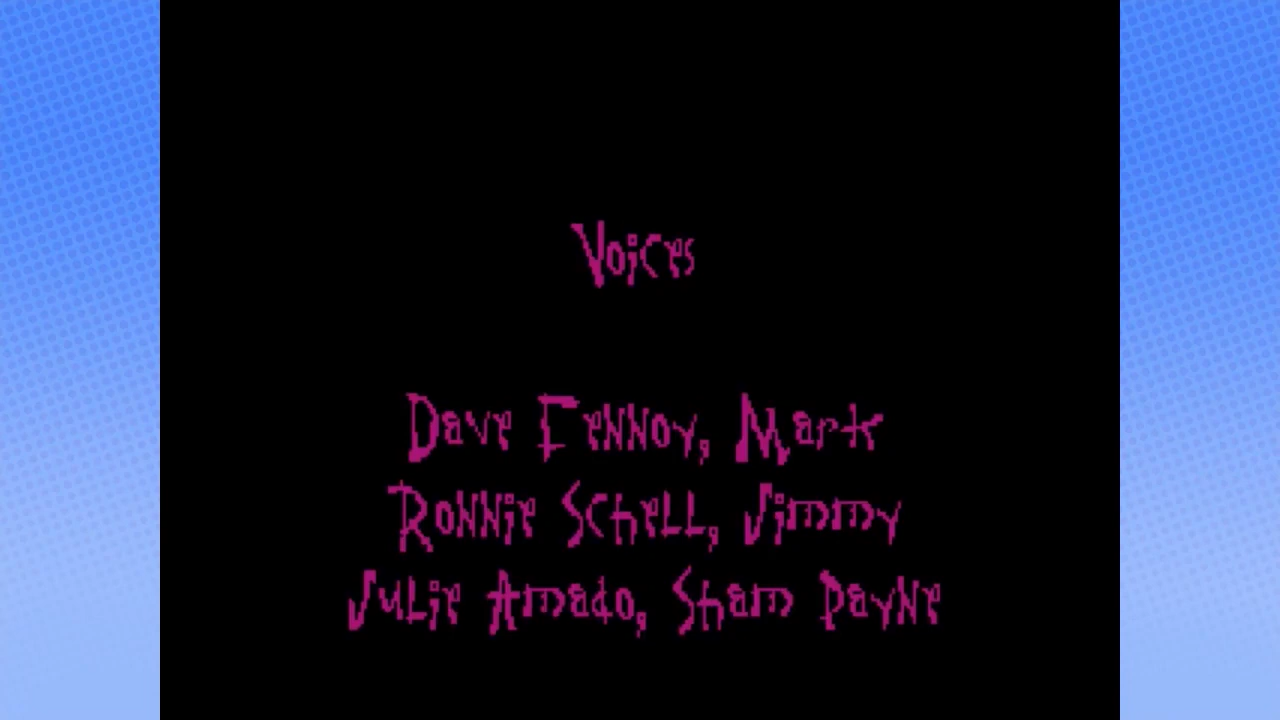 Voices
Dave Fennoy, Mark
Ronnie Schell, Jimmy
Julie Amado, Sham Payne